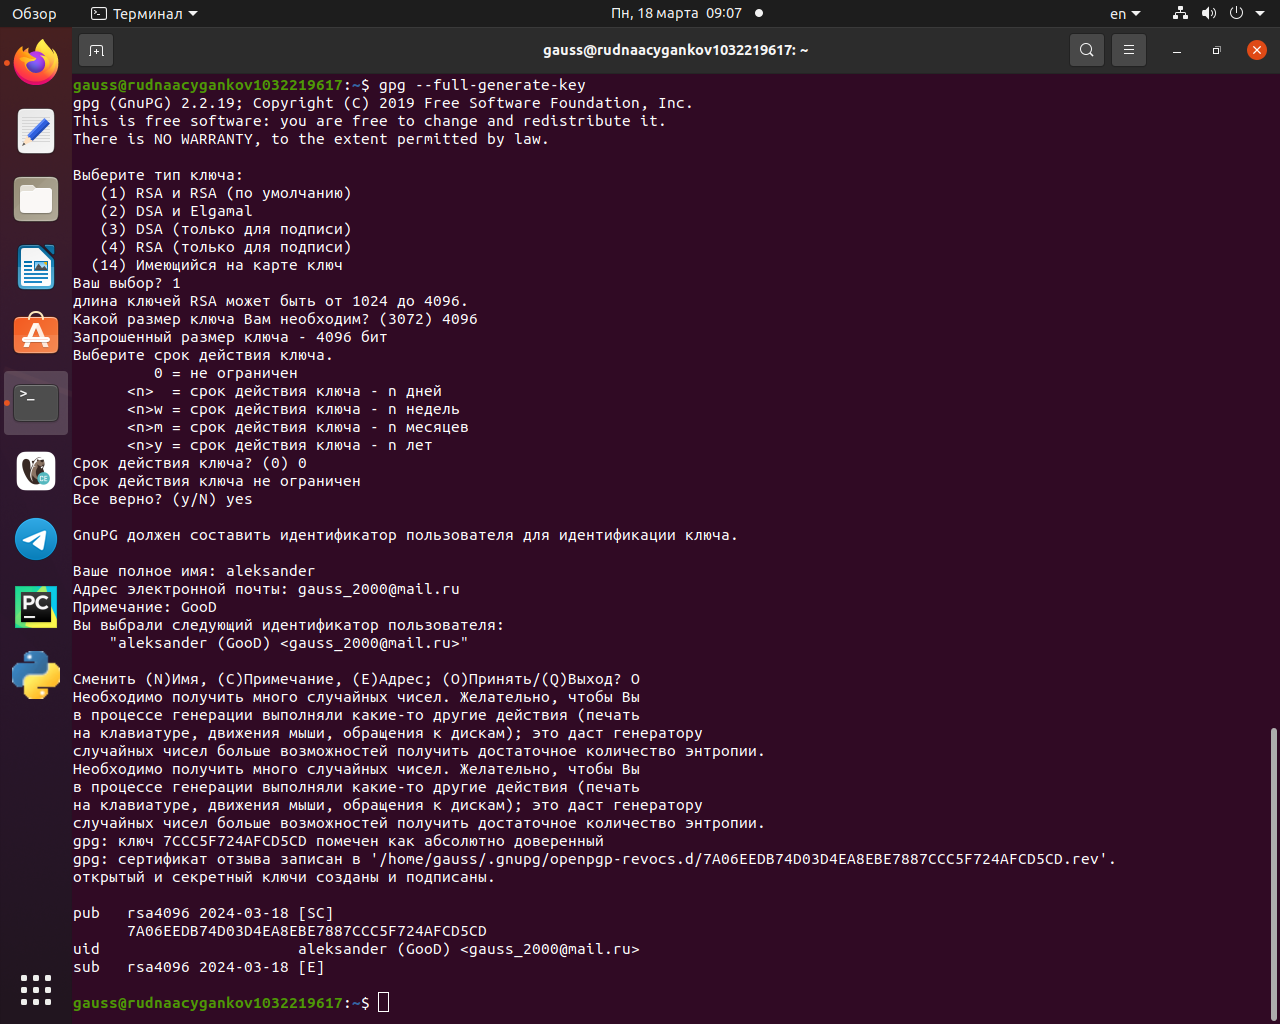 Обзор
Терминал
Пн, 18 марта 09:07
en
gauss@rudnaacygankov1032219617: ~
gauss@rudnaacygankov1032219617:~$ gpg --full-generate-key
gpg (GnuPG) 2.2.19; Copyright (C) 2019 Free Software Foundation, Inc.
This is free software: you are free to change and redistribute it.
There is NO WARRANTY, to the extent permitted by law.
Выберите тип ключа:
(1) RSA и RSA (по умолчанию)
(2) DSA и Elgamal
(3) DSA (только для подписи)
(4) RSA (только для подписи)
(14) Имеющийся на карте ключ
Ваш выбор? 1
длина ключей RSA может быть от 1024 до 4096.
Какой размер ключа Вам необходим? (3072) 4096
Запрошенный размер ключа - 4096 бит
Выберите срок действия ключа.
0 = не ограничен
<n>  = срок действия ключа - n дней
<n>w = срок действия ключа - n недель
<n>m = срок действия ключа - n месяцев
<n>y = срок действия ключа - n лет
Срок действия ключа? (0) 0
Срок действия ключа не ограничен
Все верно? (y/N) yes
GnuPG должен составить идентификатор пользователя для идентификации ключа.
Ваше полное имя: aleksander
Адрес электронной почты: gauss_2000@mail.ru
Примечание: GooD
Вы выбрали следующий идентификатор пользователя:
"aleksander (GooD) <gauss_2000@mail.ru>"
Сменить (N)Имя, (C)Примечание, (E)Адрес; (O)Принять/(Q)Выход? O
Необходимо получить много случайных чисел. Желательно, чтобы Вы
в процессе генерации выполняли какие-то другие действия (печать
на клавиатуре, движения мыши, обращения к дискам); это даст генератору
случайных чисел больше возможностей получить достаточное количество энтропии.
Необходимо получить много случайных чисел. Желательно, чтобы Вы
в процессе генерации выполняли какие-то другие действия (печать
на клавиатуре, движения мыши, обращения к дискам); это даст генератору
случайных чисел больше возможностей получить достаточное количество энтропии.
gpg: ключ 7CCC5F724AFCD5CD помечен как абсолютно доверенный
gpg: сертификат отзыва записан в '/home/gauss/.gnupg/openpgp-revocs.d/7A06EEDB74D03D4EA8EBE7887CCC5F724AFCD5CD.rev'.
открытый и секретный ключи созданы и подписаны.
pub   rsa4096 2024-03-18 [SC]
7A06EEDB74D03D4EA8EBE7887CCC5F724AFCD5CD
uid                      aleksander (GooD) <gauss_2000@mail.ru>
sub   rsa4096 2024-03-18 [E]
gauss@rudnaacygankov1032219617:~$
>_
CE
PC